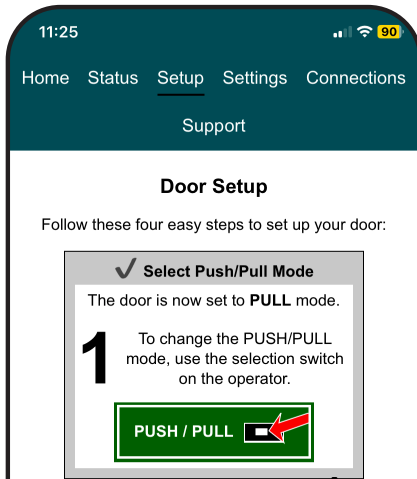 11:25
90
Home Status Setup Settings Connections
Support
Door Setup
Follow these four easy steps to set up your door:
Select Push/Pull Mode
The door is now set to PULL mode.
1
To change the PUSH/PULL
mode, use the selection switch
on the operator.
PUSH / PULL